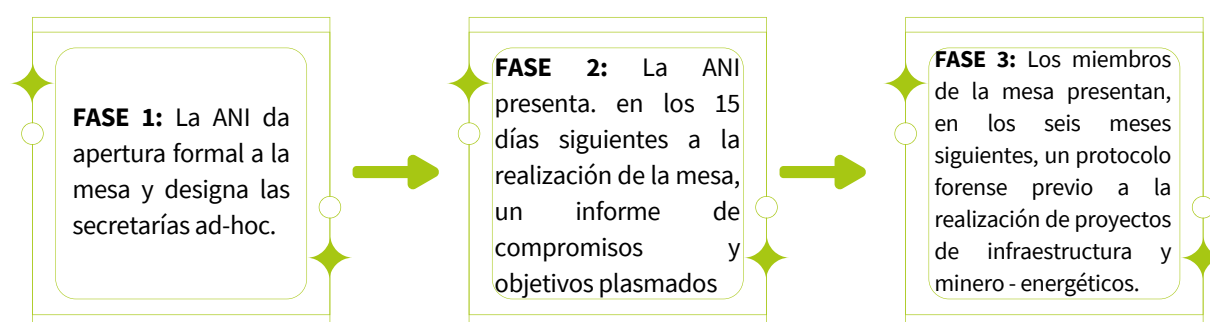 FASE 1: La ANI da
apertura formal a la
mesa y designa las
secretarías ad-hoc.
FASE 2: La ANI
presenta. en los 15
días siguientes a la
realización de la mesa,
un informe de
compromisos y
objetivos plasmados
FASE 3: Los miembros
de la mesa presentan,
en los seis meses
siguientes, un protocolo
forense previo a la
realización de proyectos
de infraestructura y
minero - energéticos.